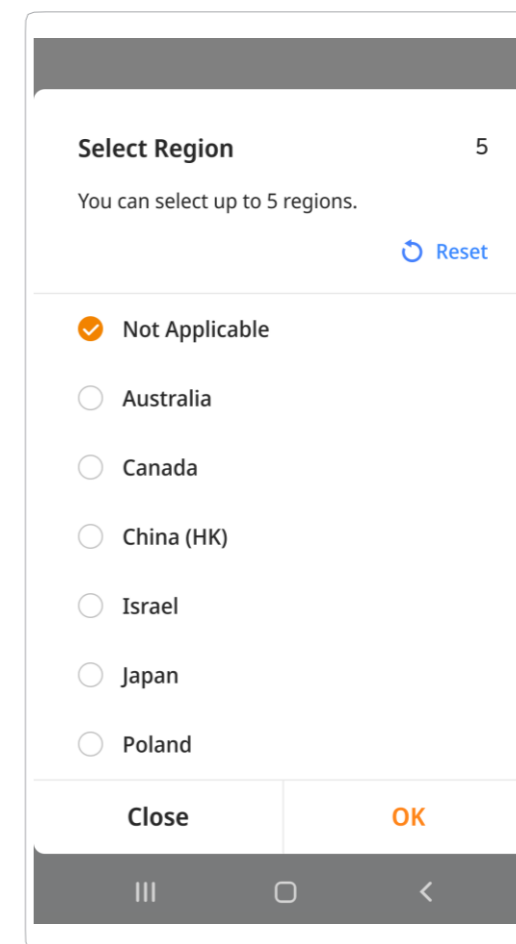 Select Region 5
You can select up to 5 regions.
Reset
Not Applicable
Australia
Canada
China (HK)
Israel
Japan
Poland
Close OK